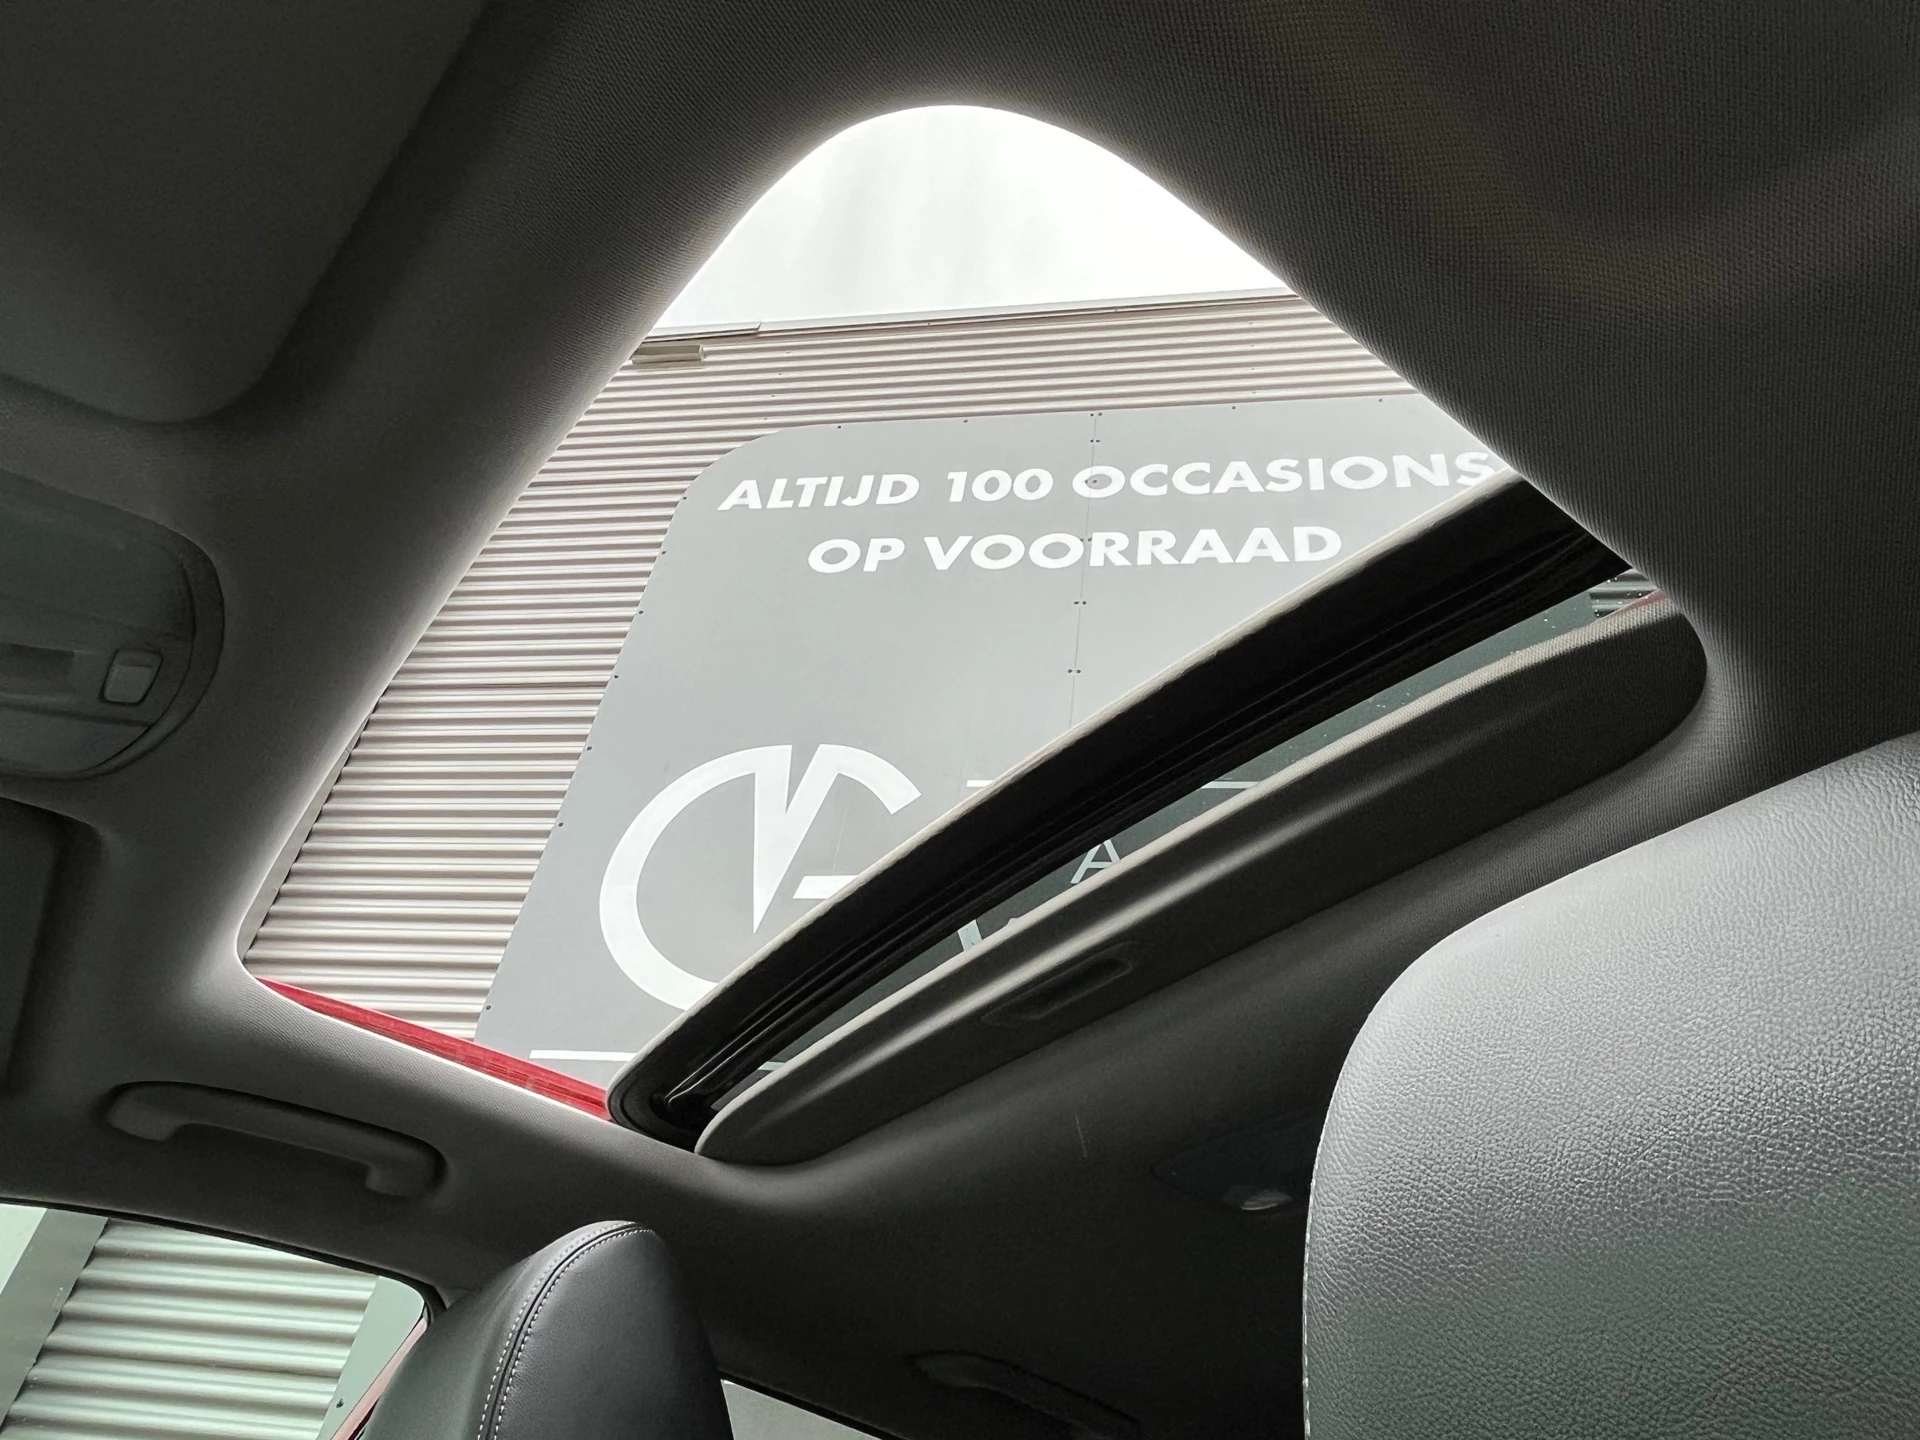 ALTIJD 100 OCCASIONS
OP VOORRAAD
A